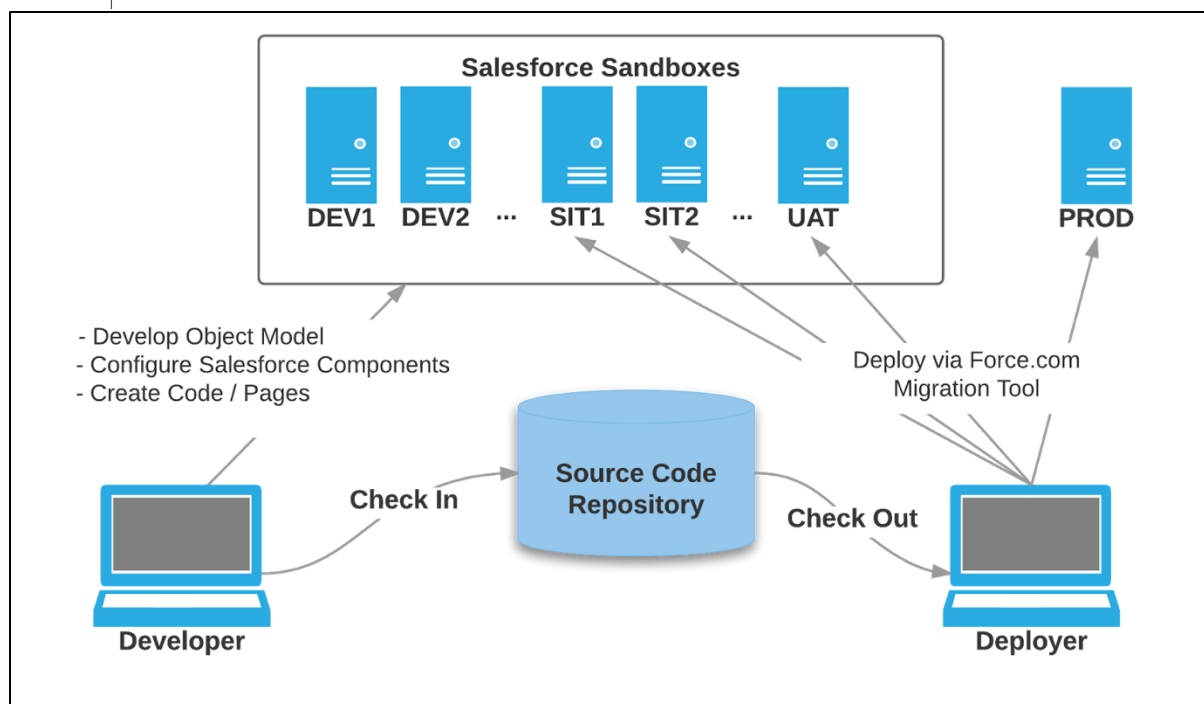 Salesforce Sandboxes
DEV1 DEV2 ... SIT1 SIT2 ... UAT PROD
- Develop Object Model
- Configure Salesforce Components
- Create Code / Pages
Deploy via Force.com
Migration Tool
Source Code
Repository
Check In
Check Out
Developer
Deployer